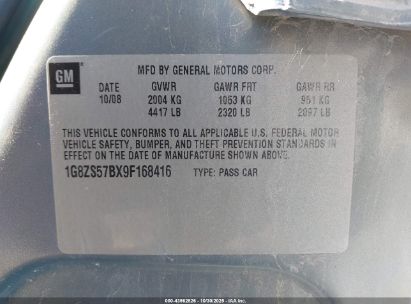 GM
MFD BY GENERAL MOTORS CORP.
DATE GVWR GAWR FRT GAWR RR
10/08 2004 KG 1053 KG 951 KG
4417 LB 2320 LB 2097 LB
THIS VEHICLE CONFORMS TO ALL APPLICABLE U.S. FEDERAL MOTOR
VEHICLE SAFETY, BUMPER, AND THEFT PREVENTION STANDARDS IN
EFFECT ON THE DATE OF MANUFACTURE SHOWN ABOVE.
1G8ZS57BX9F168416 TYPE: PASS CAR